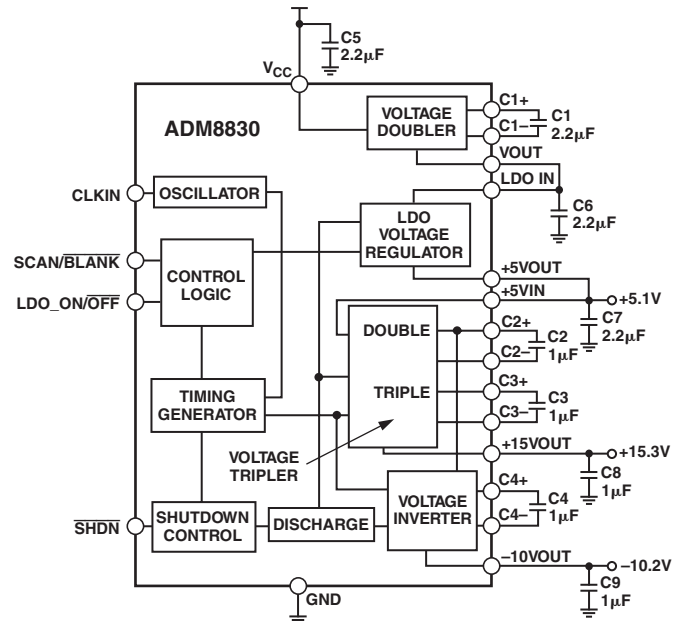 C5
2.2μF
VCC
ADM8830
VOLTAGE
DOUBLER
C1+
C1–
C1
2.2μF
VOUT
LDO IN
C6
2.2μF
CLKIN
OSCILLATOR
LDO
VOLTAGE
REGULATOR
SCAN/BLANK
LDO_ON/OFF
CONTROL
LOGIC
+5VOUT
+5VIN
+5.1V
C7
2.2μF
DOUBLE
C2+
C2–
C2
1μF
TRIPLE
C3+
C3–
C3
1μF
TIMING
GENERATOR
VOLTAGE
TRIPLER
+15VOUT
+15.3V
C8
1μF
C4+
C4–
C4
1μF
VOLTAGE
INVERTER
SHDN
SHUTDOWN
CONTROL
DISCHARGE
–10VOUT
–10.2V
C9
1μF
GND